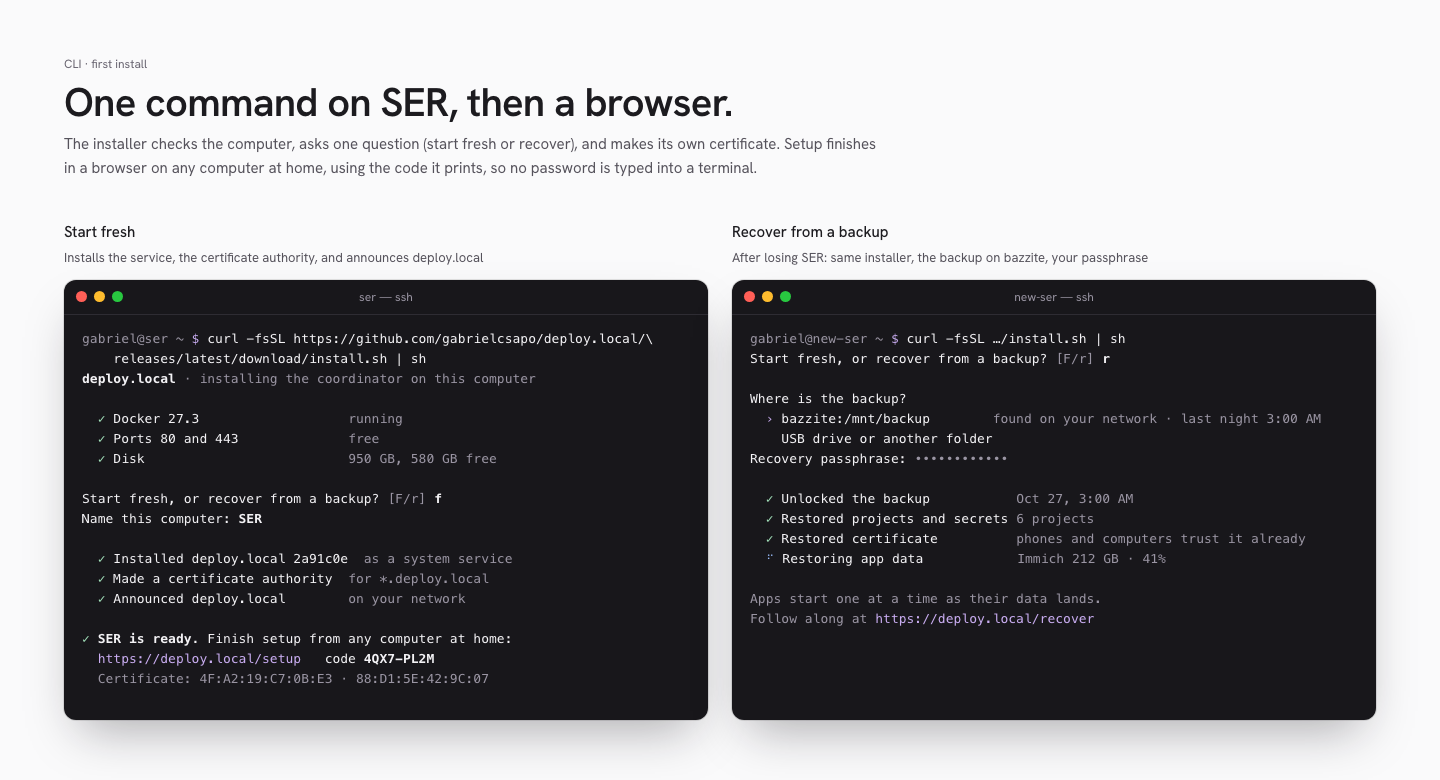 CLI · first install
One command on SER, then a browser.
The installer checks the computer, asks one question (start fresh or recover), and makes its own certificate. Setup finishes
in a browser on any computer at home, using the code it prints, so no password is typed into a terminal.
Start fresh
Installs the service, the certificate authority, and announces deploy.local
ser — ssh
gabriel@ser ~ $ curl -fsSL https://github.com/gabrielcsapo/deploy.local/\
releases/latest/download/install.sh | sh
deploy.local · installing the coordinator on this computer
✓ Docker 27.3 running
✓ Ports 80 and 443 free
✓ Disk 950 GB, 580 GB free
Start fresh, or recover from a backup? [F/r] f
Name this computer: SER
✓ Installed deploy.local 2a91c0e as a system service
✓ Made a certificate authority for *.deploy.local
✓ Announced deploy.local on your network
✓ SER is ready. Finish setup from any computer at home:
https://deploy.local/setup code 4QX7-PL2M
Certificate: 4F:A2:19:C7:0B:E3 · 88:D1:5E:42:9C:07
Recover from a backup
After losing SER: same installer, the backup on bazzite, your passphrase
new-ser — ssh
gabriel@new-ser ~ $ curl -fsSL …/install.sh | sh
Start fresh, or recover from a backup? [F/r] r
Where is the backup?
› bazzite:/mnt/backup found on your network · last night 3:00 AM
USB drive or another folder
Recovery passphrase: ••••••••••••
✓ Unlocked the backup Oct 27, 3:00 AM
✓ Restored projects and secrets 6 projects
✓ Restored certificate phones and computers trust it already
⠋ Restoring app data Immich 212 GB · 41%
Apps start one at a time as their data lands.
Follow along at https://deploy.local/recover